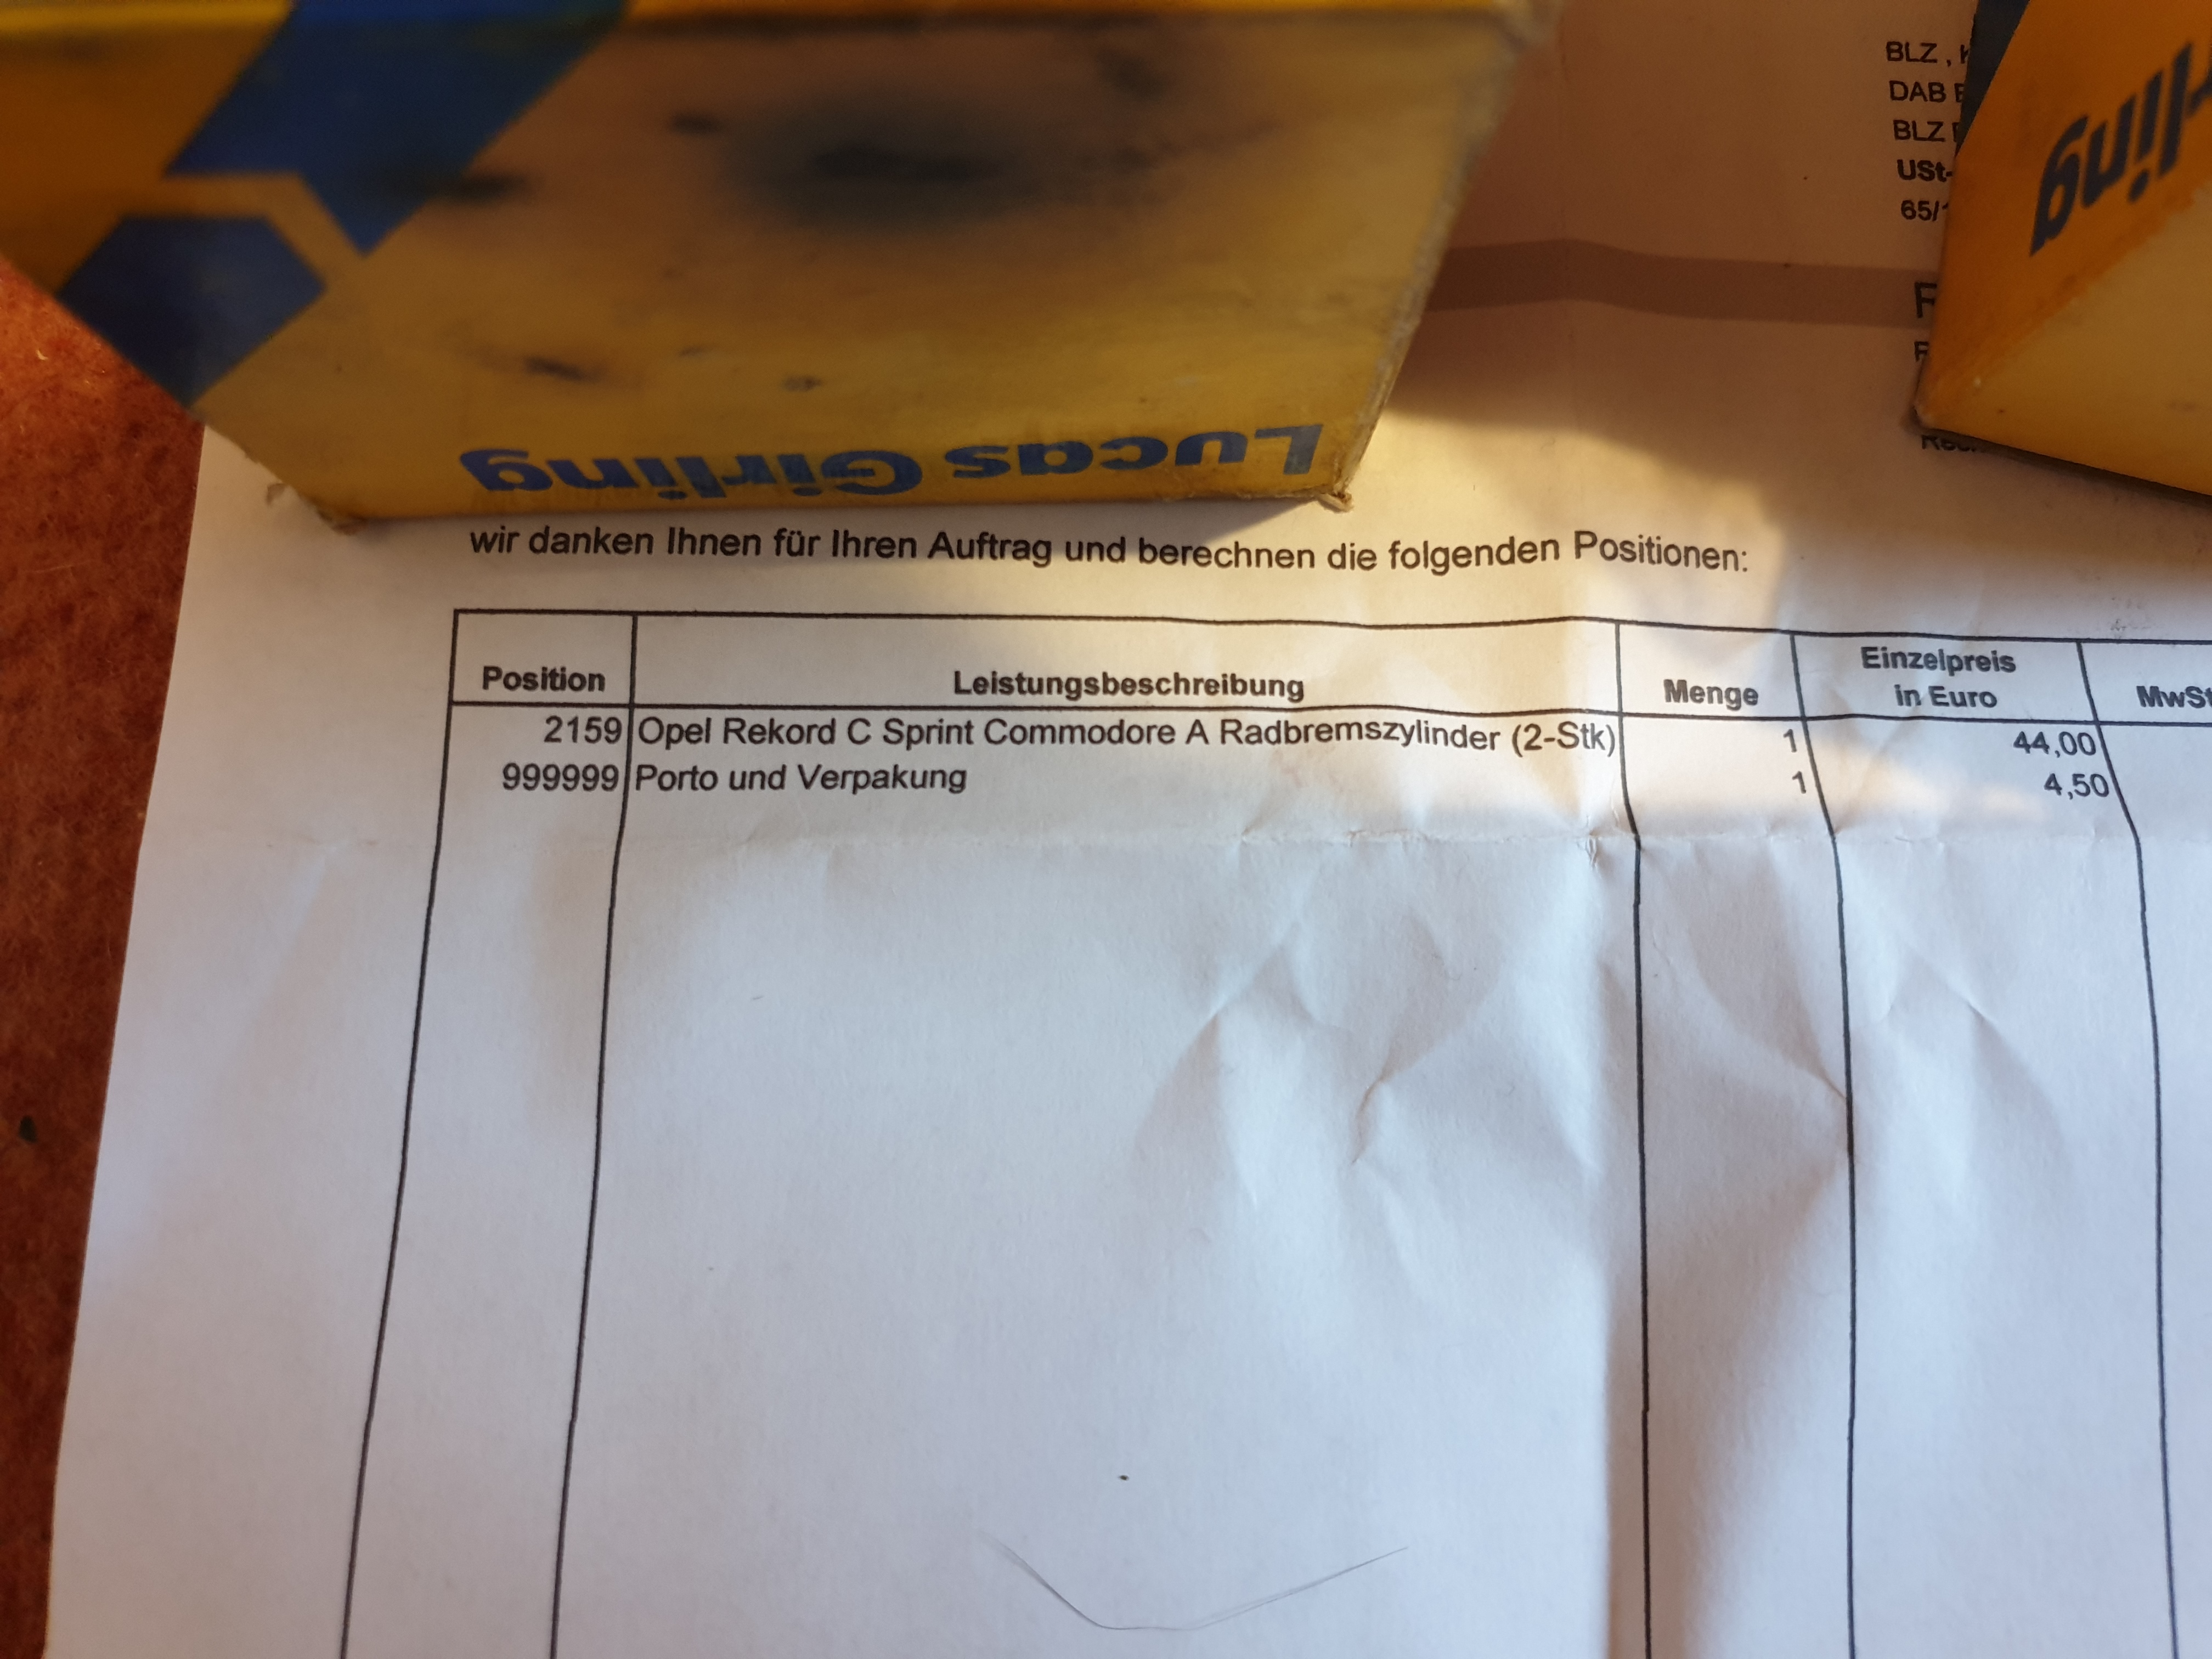 BLZ ,
DAB
BLZ
USt-
65/
rling
Lucas Girling
wir danken Ihnen für Ihren Auftrag und berechnen die folgenden Positionen:
Position Leistungsbeschreibung Menge Einzelpreis in Euro MwSt
2159 Opel Rekord C Sprint Commodore A Radbremszylinder (2-Stk) 1 44,00
999999 Porto und Verpakung 1 4,50